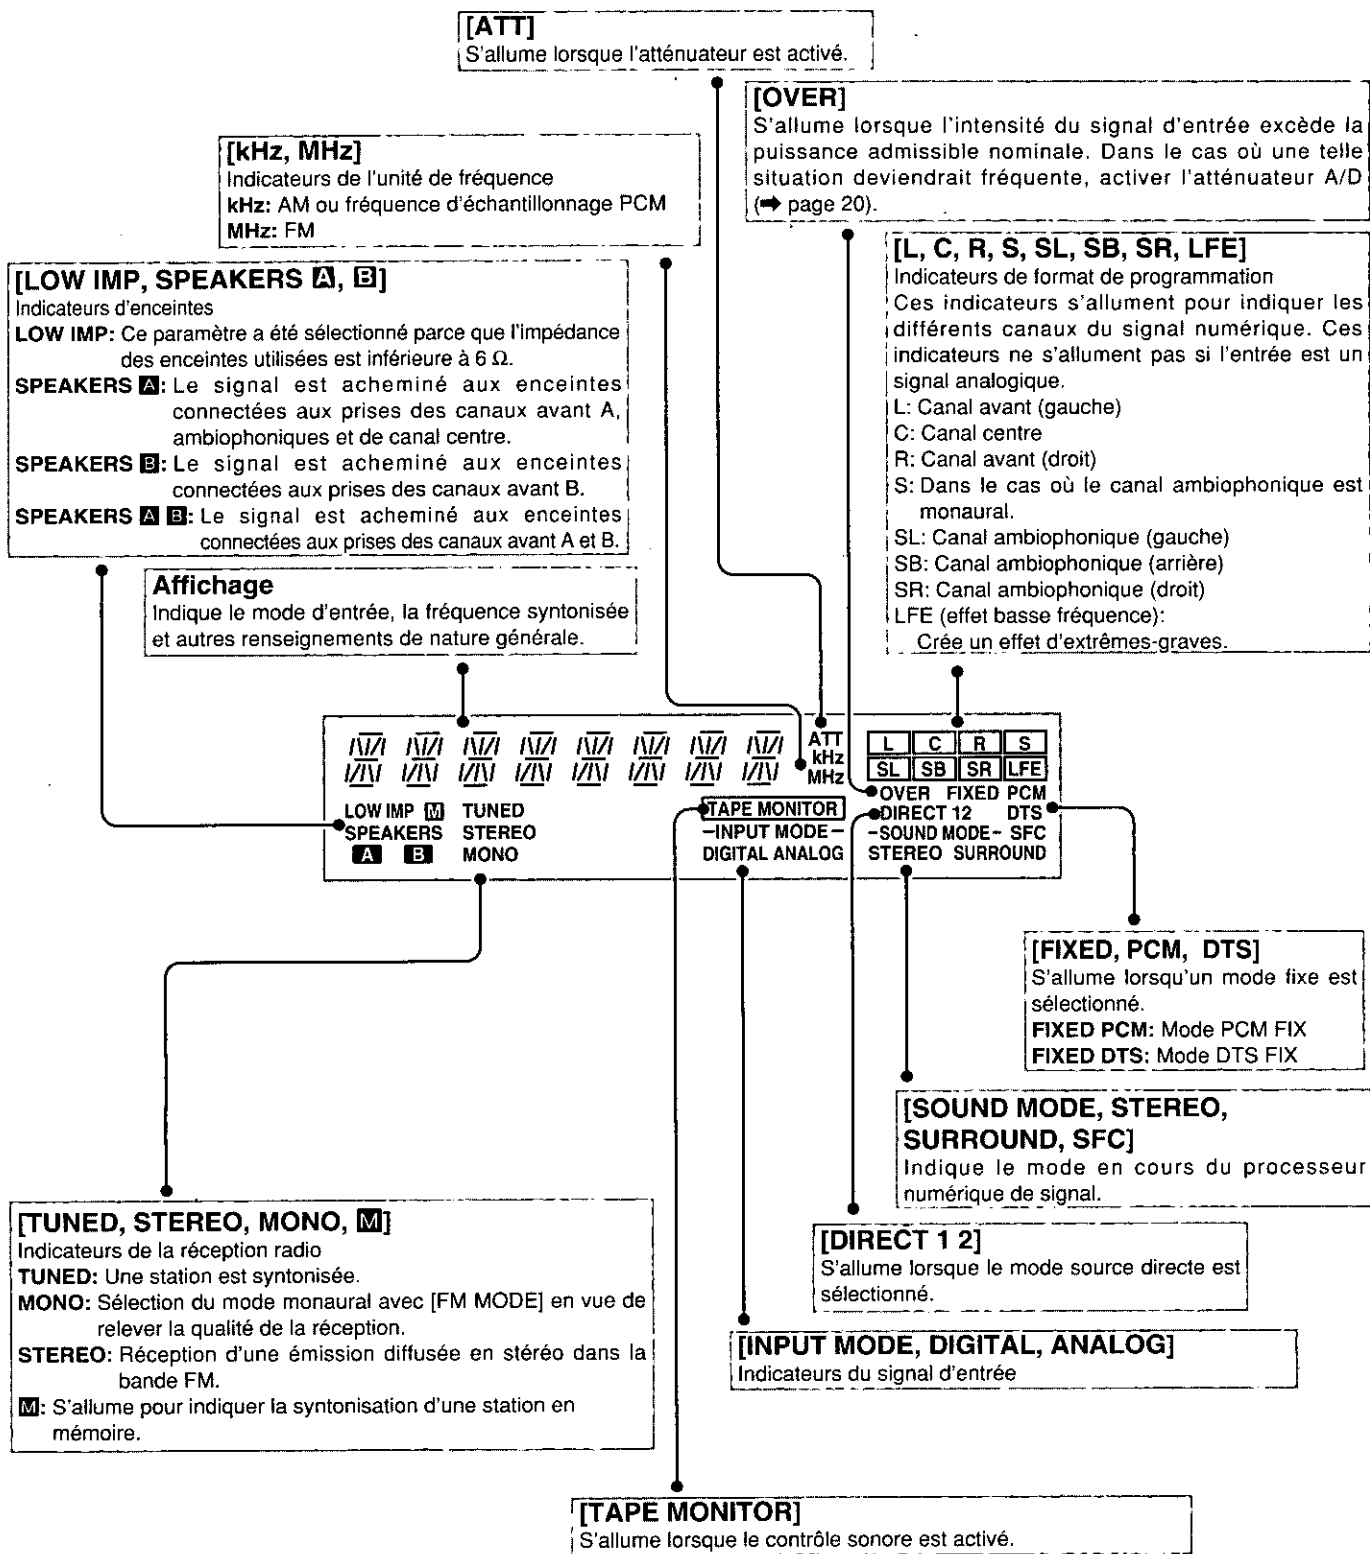 [ATT]
S'allume lorsque l'atténuateur est activé.
[OVER]
S'allume lorsque l'intensité du signal d'entrée excède la
puissance admissible nominale. Dans le cas où une telle
situation deviendrait fréquente, activer l'atténuateur A/D
(➡ page 20).
[kHz, MHz]
Indicateurs de l'unité de fréquence
kHz: AM ou fréquence d'échantillonnage PCM
MHz: FM
[L, C, R, S, SL, SB, SR, LFE]
Indicateurs de format de programmation
Ces indicateurs s'allument pour indiquer les
différents canaux du signal numérique. Ces
indicateurs ne s'allument pas si l'entrée est un
signal analogique.
L: Canal avant (gauche)
C: Canal centre
R: Canal avant (droit)
S: Dans le cas où le canal ambiophonique est
monaural.
SL: Canal ambiophonique (gauche)
SB: Canal ambiophonique (arrière)
SR: Canal ambiophonique (droit)
LFE (effet basse fréquence):
Crée un effet d'extrêmes-graves.
[LOW IMP, SPEAKERS A, B]
Indicateurs d'enceintes
LOW IMP: Ce paramètre a été sélectionné parce que l'impédance
des enceintes utilisées est inférieure à 6 Ω.
SPEAKERS A: Le signal est acheminé aux enceintes
connectées aux prises des canaux avant A,
ambiophoniques et de canal centre.
SPEAKERS B: Le signal est acheminé aux enceintes
connectées aux prises des canaux avant B.
SPEAKERS A B: Le signal est acheminé aux enceintes
connectées aux prises des canaux avant A et B.
Affichage
Indique le mode d'entrée, la fréquence syntonisée
et autres renseignements de nature générale.
ATT L C R S
kHz
MHz SL SB SR LFE
OVER FIXED PCM
LOW IMP M TUNED TAPE MONITOR DIRECT 12 DTS
SPEAKERS STEREO -INPUT MODE- -SOUND MODE- SFC
A B MONO DIGITAL ANALOG STEREO SURROUND
[FIXED, PCM, DTS]
S'allume lorsqu'un mode fixe est
sélectionné.
FIXED PCM: Mode PCM FIX
FIXED DTS: Mode DTS FIX
[SOUND MODE, STEREO,
SURROUND, SFC]
Indique le mode en cours du processeur
numérique de signal.
[TUNED, STEREO, MONO, M]
Indicateurs de la réception radio
TUNED: Une station est syntonisée.
MONO: Sélection du mode monaural avec [FM MODE] en vue de
relever la qualité de la réception.
STEREO: Réception d'une émission diffusée en stéréo dans la
bande FM.
M: S'allume pour indiquer la syntonisation d'une station en
mémoire.
[DIRECT 1 2]
S'allume lorsque le mode source directe est
sélectionné.
[INPUT MODE, DIGITAL, ANALOG]
Indicateurs du signal d'entrée
[TAPE MONITOR]
S'allume lorsque le contrôle sonore est activé.